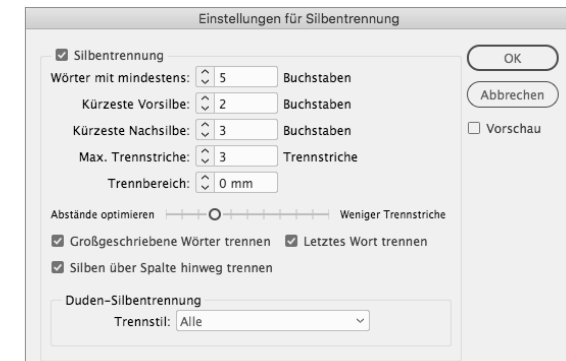 Einstellungen für Silbentrennung
Silbentrennung
Wörter mit mindestens: 5 Buchstaben
Kürzeste Vorsilbe: 2 Buchstaben
Kürzeste Nachsilbe: 3 Buchstaben
Max. Trennstriche: 3 Trennstriche
Trennbereich: 0 mm
Abstände optimieren Weniger Trennstriche
Großgeschriebene Wörter trennen Letztes Wort trennen
Silben über Spalte hinweg trennen
Duden-Silbentrennung
Trennstil: Alle
OK
Abbrechen
Vorschau